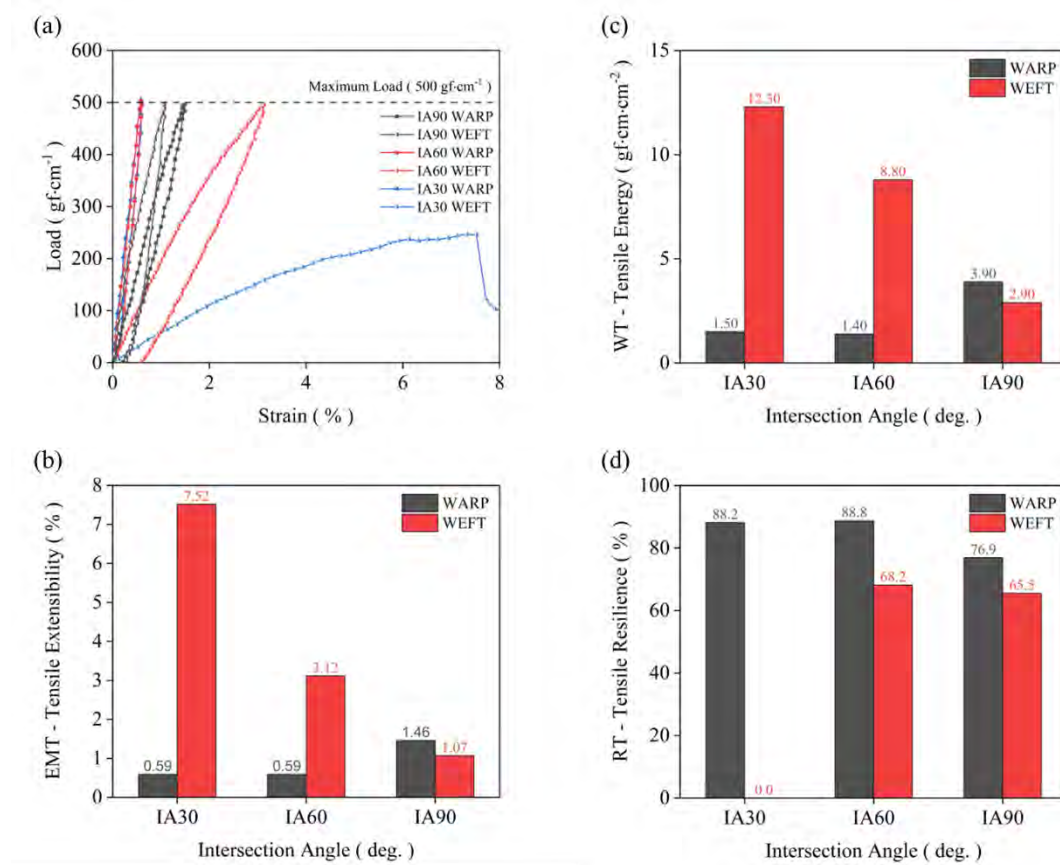 (a)
600
500
400
300
200
100
0
Load ( gf·cm⁻¹ )
Maximum Load ( 500 gf·cm⁻¹ )
IA90 WARP
IA90 WEFT
IA60 WARP
IA60 WEFT
IA30 WARP
IA30 WEFT
0 2 4 6 8
Strain ( % )
(c)
15
10
5
0
WT - Tensile Energy ( gf·cm·cm⁻² )
WARP
WEFT
1.50
12.30
1.40
8.80
3.90
2.90
IA30 IA60 IA90
Intersection Angle ( deg. )
(b)
8
7
6
5
4
3
2
1
0
EMT - Tensile Extensibility ( % )
WARP
WEFT
0.59
7.52
0.59
3.12
1.46
1.07
IA30 IA60 IA90
Intersection Angle ( deg. )
(d)
100
80
60
40
20
0
RT - Tensile Resilience ( % )
WARP
WEFT
88.2
0.0
88.8
68.2
76.9
65.5
IA30 IA60 IA90
Intersection Angle ( deg. )